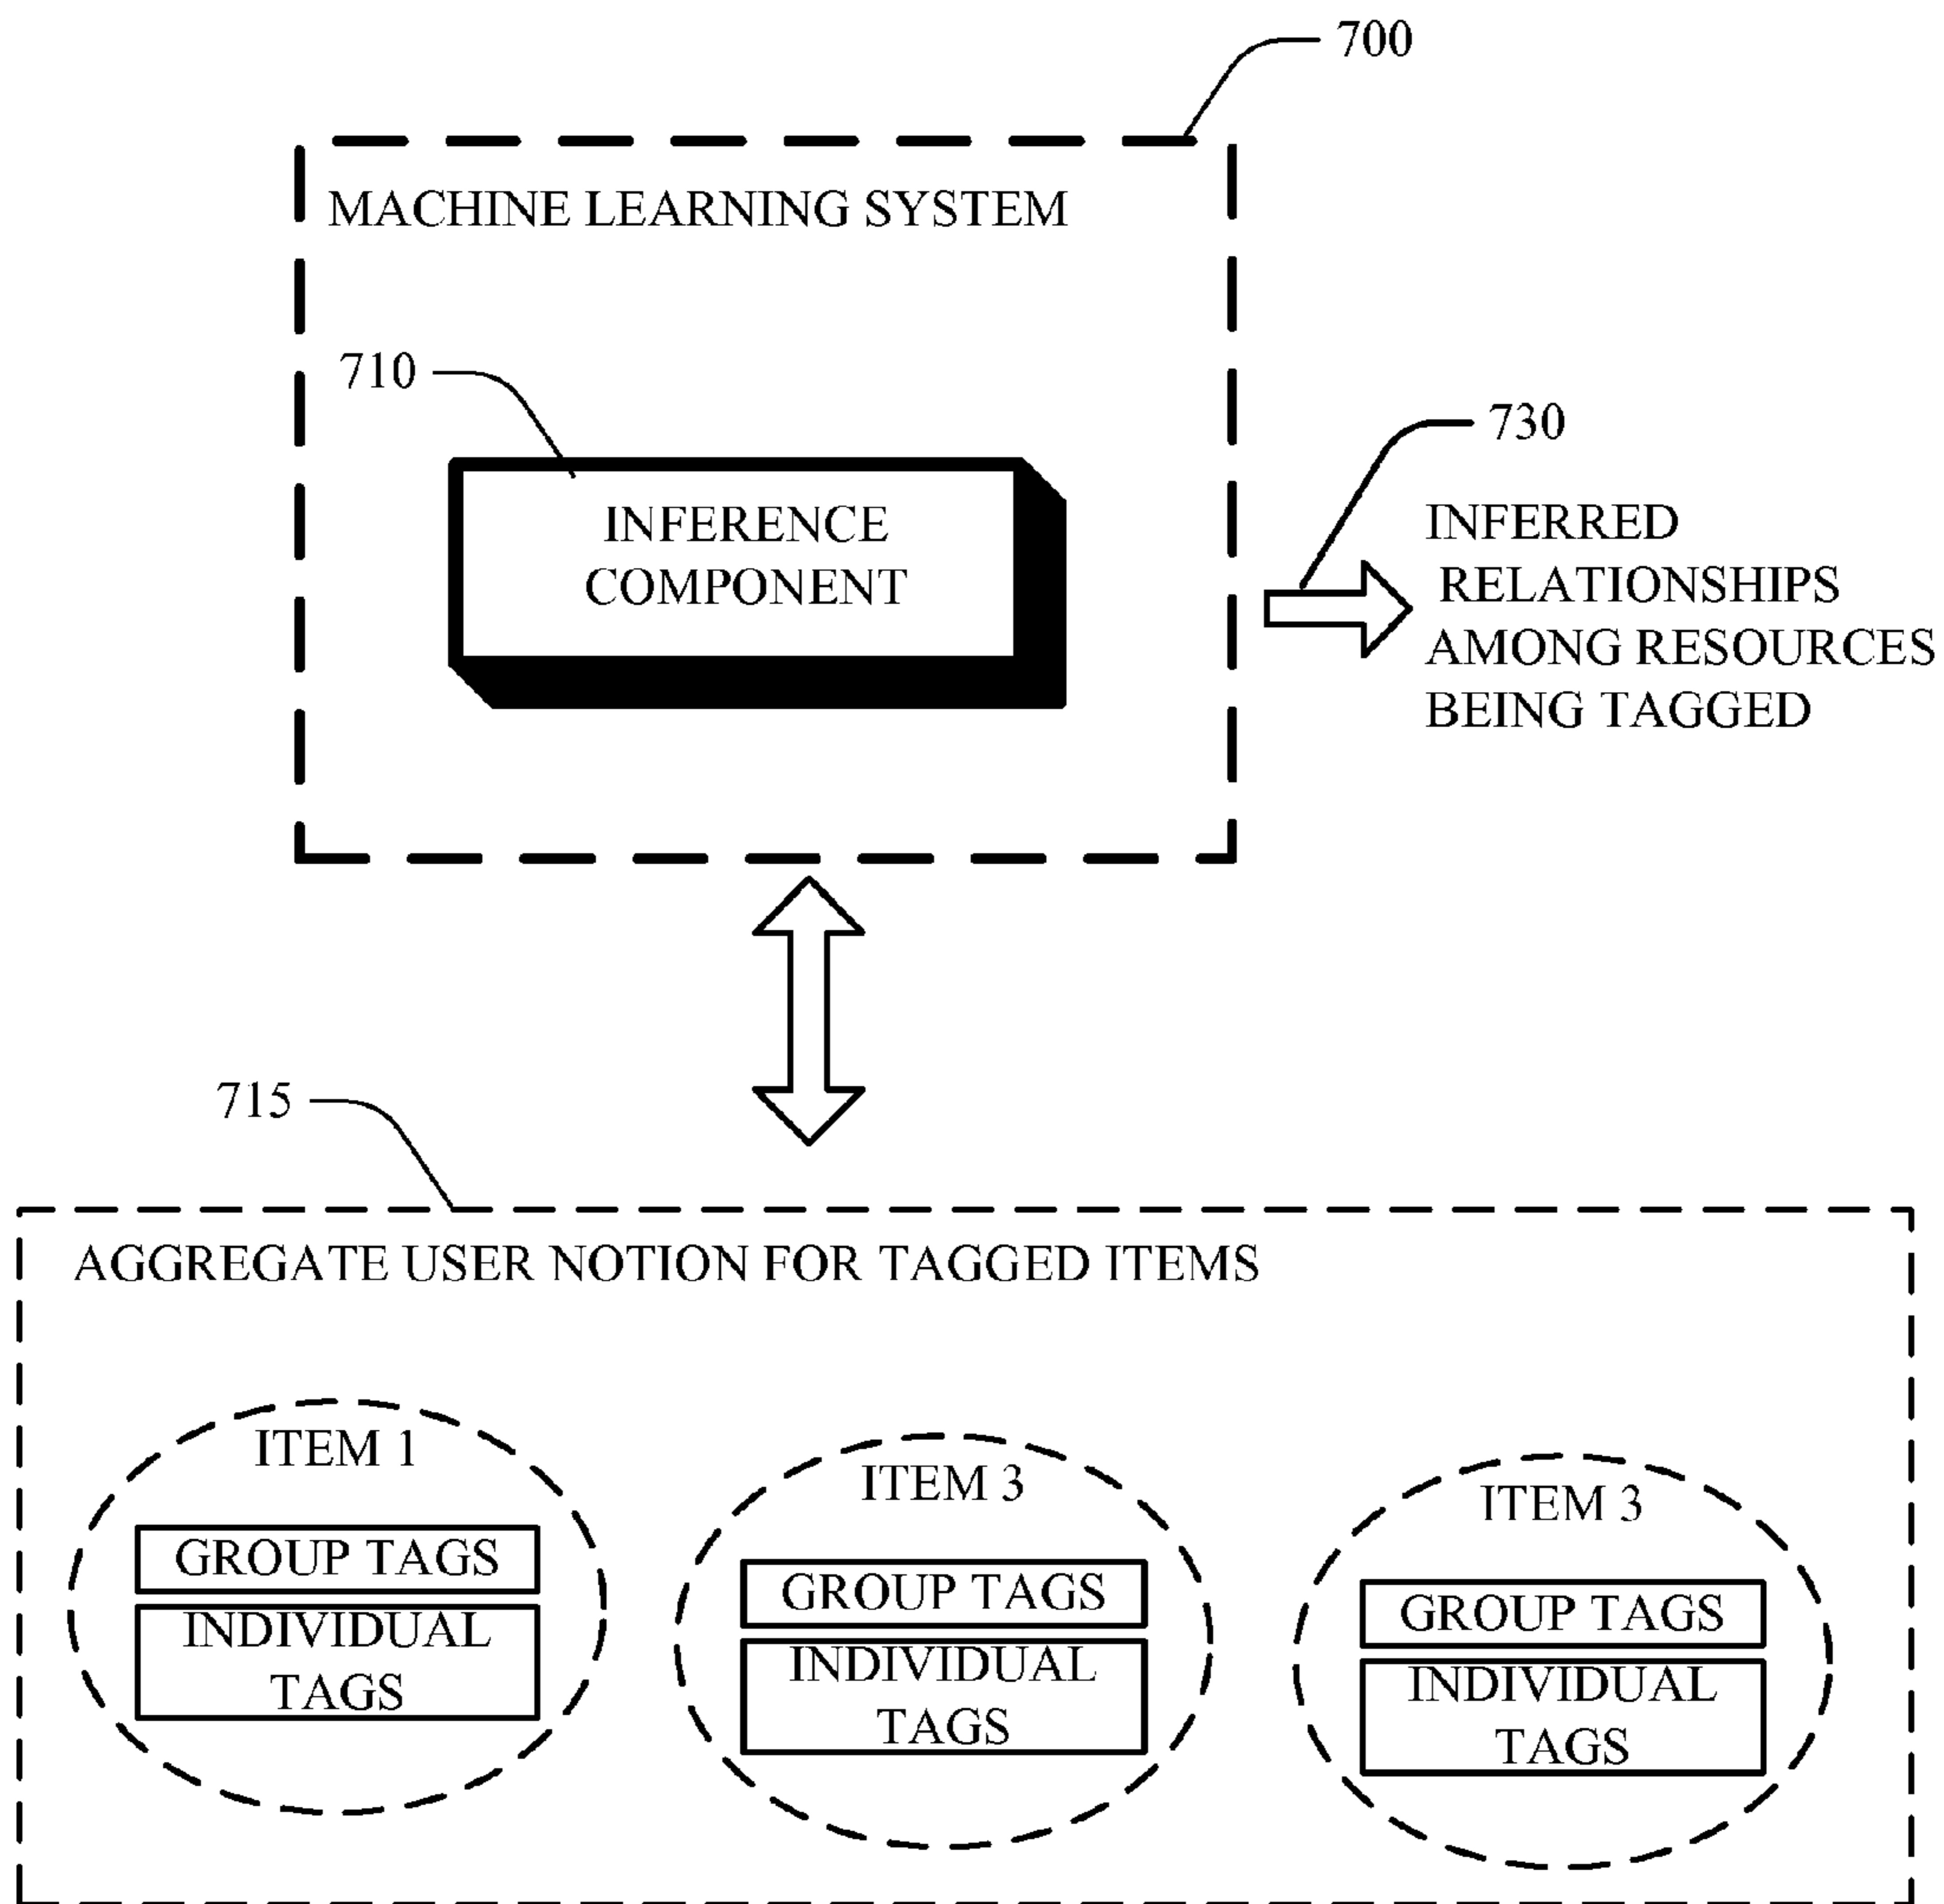 700
MACHINE LEARNING SYSTEM
710
INFERENCE
COMPONENT
730
INFERRED
RELATIONSHIPS
AMONG RESOURCES
BEING TAGGED
715
AGGREGATE USER NOTION FOR TAGGED ITEMS
ITEM 1
GROUP TAGS
INDIVIDUAL
TAGS
ITEM 3
GROUP TAGS
INDIVIDUAL
TAGS
ITEM 3
GROUP TAGS
INDIVIDUAL
TAGS